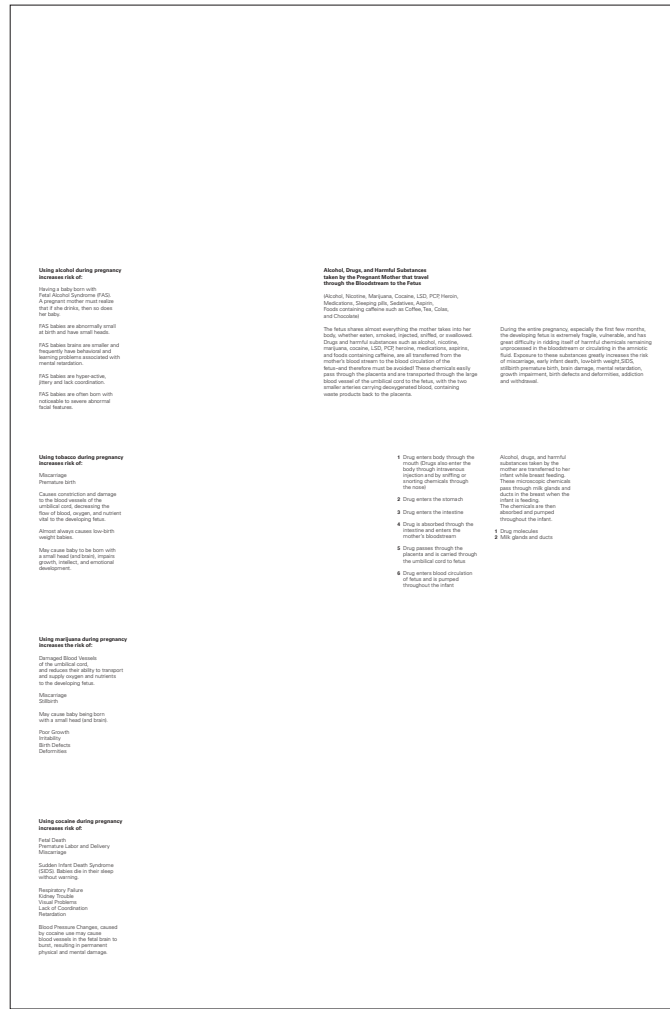 Using alcohol during pregnancy
increases risk of:
Having a baby born with
Fetal Alcohol Syndrome (FAS).
A pregnant mother must realize
that if she drinks, then so does
her baby.
FAS babies are abnormally small
at birth and have small heads.
FAS babies brains are smaller and
frequently have behavioral and
learning problems associated with
mental retardation.
FAS babies are hyper-active,
jittery and lack coordination.
FAS babies are often born with
noticeable to severe abnormal
facial features.
Alcohol, Drugs, and Harmful Substances
taken by the Pregnant Mother that travel
through the Bloodstream to the Fetus
(Alcohol, Nicotine, Marijuana, Cocaine, LSD, PCP, Heroin,
Medications, Sleeping pills, Sedatives, Asprim,
Foods containing caffeine such as Coffee, Tea, Colas,
and Chocolate)
The fetus shares almost everything the mother takes into her
body, whether eaten, smoked, injected, sniffed, or swallowed.
Drugs and harmful substances such as alcohol, nicotine,
marijuana, cocaine, LSD, PCP, heroine, medications, aspirins,
and foods containing caffeine, are all transferred from the
mother's blood stream to the blood circulation of the
fetus–and therefore must be avoided! These chemicals easily
pass through the placenta and are transported through the large
blood vessel of the umbilical cord to the fetus, with the two
smaller arteries carrying deoxygenated blood, containing
waste products back to the placenta.
During the entire pregnancy, especially the first few months,
the developing fetus is extremely fragile, vulnerable, and has
great difficulty in ridding itself of harmful chemicals remaining
unprocessed in the bloodstream or circulating in the amniotic
fluid. Exposure to these substances greatly increases the risk
of miscarriage, early infant death, low-birth weight,SIDS,
stillbirth premature birth, brain damage, mental retardation,
growth impairment, birth defects and deformities, addiction
and withdrawal.
Using tobacco during pregnancy
increases risk of:
Miscarriage
Premature birth
Causes constriction and damage
to the blood vessels of the
umbilical cord, decreasing the
flow of blood, oxygen, and nutrient
vital to the developing fetus.
Almost always causes low-birth
weight babies.
May cause baby to be born with
a small head (and brain), impairs
growth, intellect, and emotional
development.
1 Drug enters body through the
mouth (Drugs also enter the
body through intravenous
injection and by sniffing or
snorting chemicals through
the nose)
2 Drug enters the stomach
3 Drug enters the intestine
4 Drug is absorbed through the
intestine and enters the
mother's bloodstream
5 Drug passes through the
placenta and is carried through
the umbilical cord to fetus
6 Drug enters blood circulation
of fetus and is pumped
throughout the infant
Alcohol, drugs, and harmful
substances taken by the
mother are transferred to her
infant while breast feeding.
These microscopic chemicals
pass through milk glands and
ducts in the breast when the
infant is feeding.
The chemicals are then
absorbed and pumped
throughout the infant.
1 Drug molecules
2 Milk glands and ducts
Using marijuana during pregnancy
increases the risk of:
Damaged Blood Vessels
of the umbilical cord,
and reduces their ability to transport
and supply oxygen and nutrients
to the developing fetus.
Miscarriage
Stillbirth
May cause baby being born
with a small head (and brain).
Poor Growth
Irritability
Birth Defects
Deformities
Using cocaine during pregnancy
increases risk of:
Fetal Death
Premature Labor and Delivery
Miscarriage
Sudden Infant Death Syndrome
(SIDS). Babies die in their sleep
without warning.
Respiratory Failure
Kidney Trouble
Visual Problems
Lack of Coordination
Retardation
Blood Pressure Changes, caused
by cocaine use may cause
blood vessels in the fetal brain to
burst, resulting in permanent
physical and mental damage.